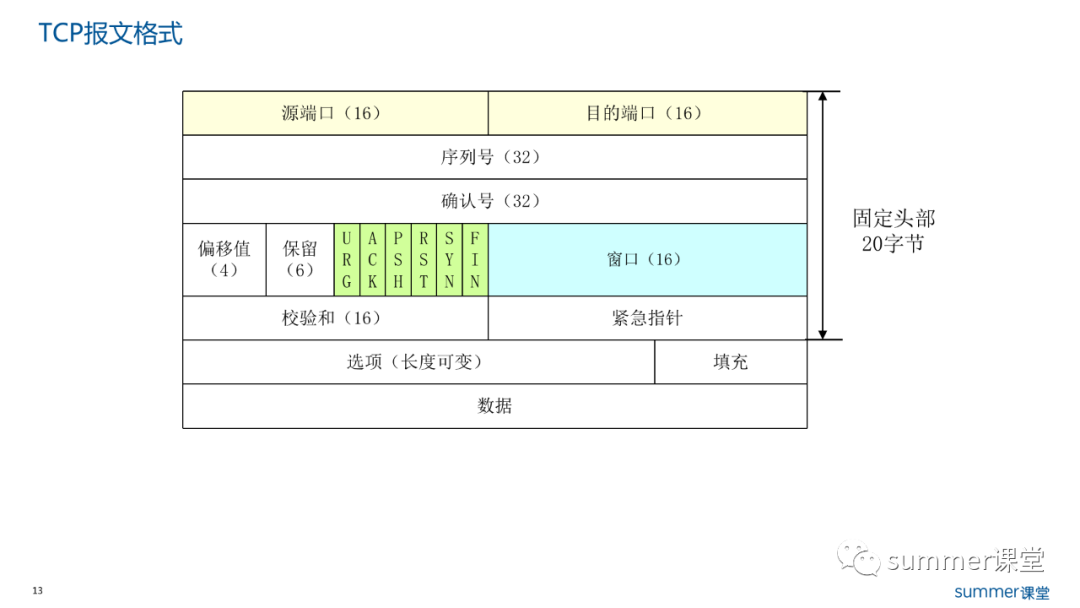 TCP报文格式
源端口（16）
目的端口（16）
序列号（32）
确认号（32）
偏移值
（4）
保留
（6）
URG
ACK
PSH
RST
SYN
FIN
窗口（16）
固定头部
20字节
校验和（16）
紧急指针
选项（长度可变）
填充
数据
summer课堂
13
summer课堂